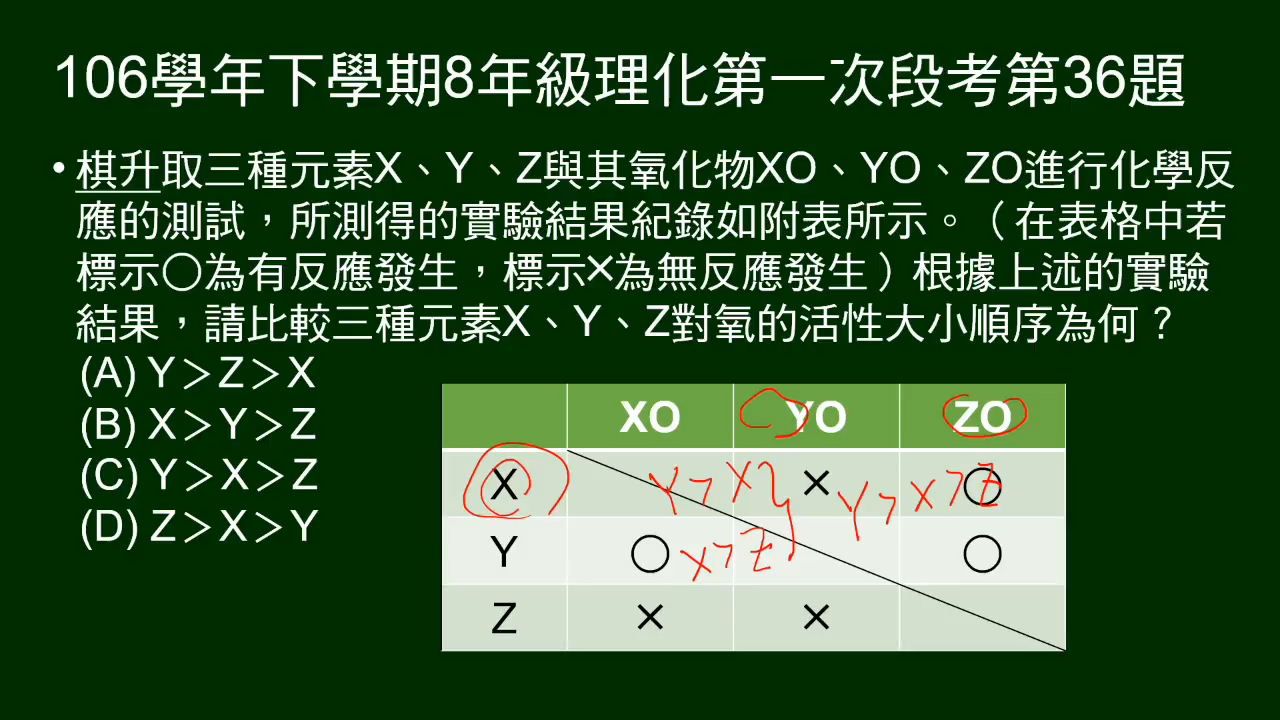 106學年下學期8年級理化第一次段考第36題
•棋升取三種元素X、Y、Z與其氧化物XO、YO、ZO進行化學反
應的測試，所測得的實驗結果紀錄如附表所示。（在表格中若
標示○為有反應發生，標示×為無反應發生）根據上述的實驗
結果，請比較三種元素X、Y、Z對氧的活性大小順序為何？
(A) Y＞Z＞X
(B) X＞Y＞Z
(C) Y＞X＞Z
(D) Z＞X＞Y
XO YO ZO
X × ○
Y ○ ○
Z × ×
Y>X
X>Z
Y>X>Z